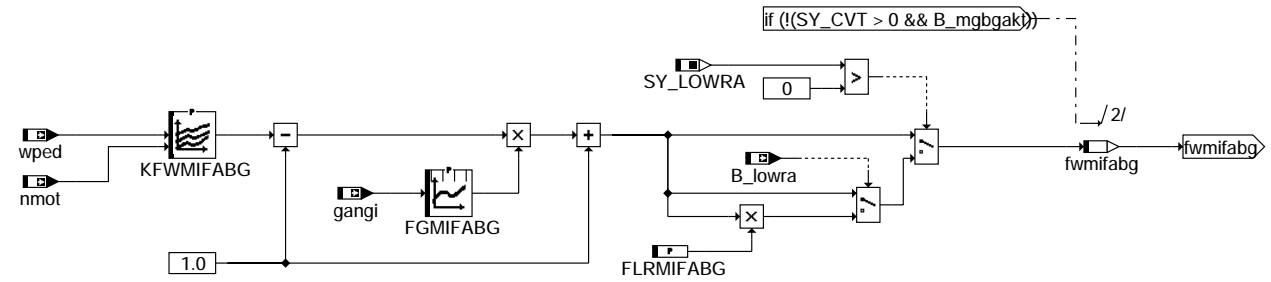 if (!(SY_CVT > 0 && B_mgbgakt))
SY_LOWRA
0
>
/2/
P
wped
KFWMIFABG
nmot
−
×
+
fwmifabg
fwmifabg
B_lowra
P
gangi
FGMIFABG
×
P
FLRMIFABG
1.0